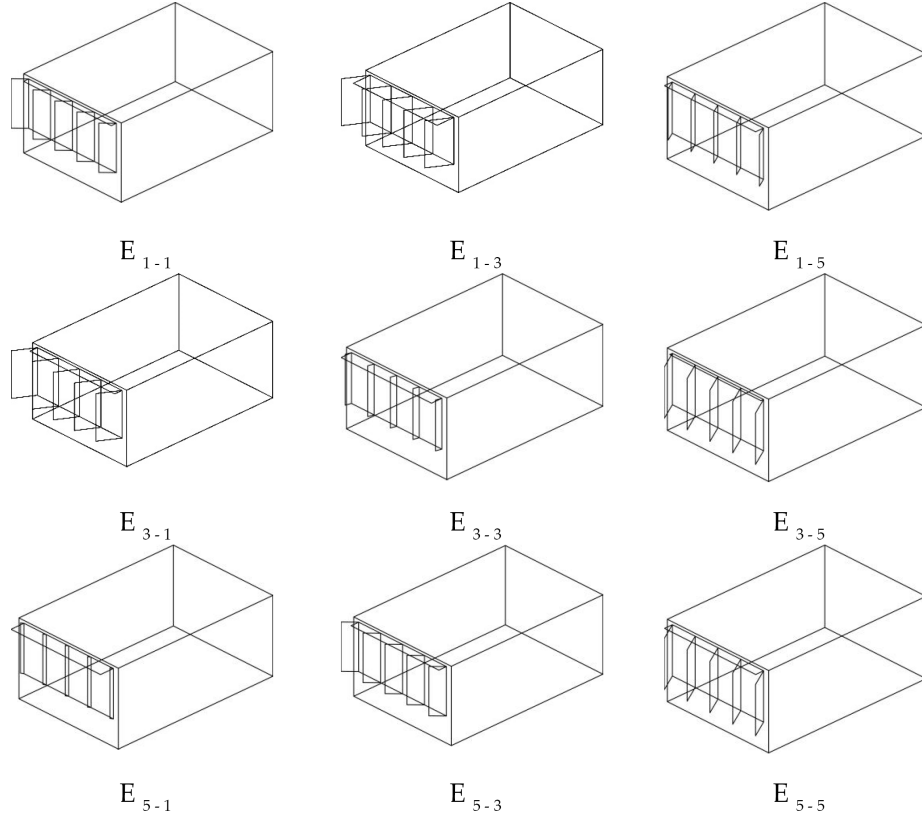 E 1 - 1 E 1 - 3 E 1 - 5
E 3 - 1 E 3 - 3 E 3 - 5
E 5 - 1 E 5 - 3 E 5 - 5